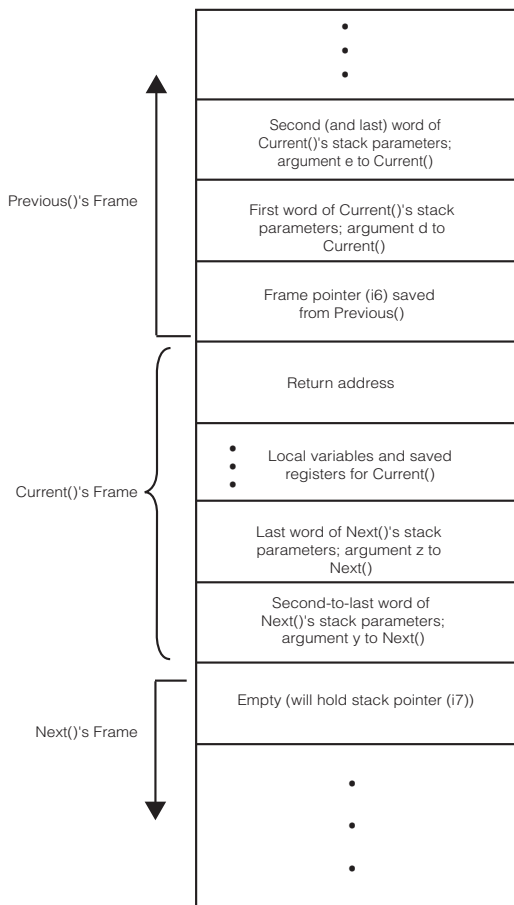 Second (and last) word of
Current()'s stack parameters;
argument e to Current()
Previous()'s Frame
First word of Current()'s stack
parameters; argument d to
Current()
Frame pointer (i6) saved
from Previous()
Return address
Local variables and saved
registers for Current()
Current()'s Frame
Last word of Next()'s stack
parameters; argument z to
Next()
Second-to-last word of
Next()'s stack parameters;
argument y to Next()
Empty (will hold stack pointer (i7))
Next()'s Frame